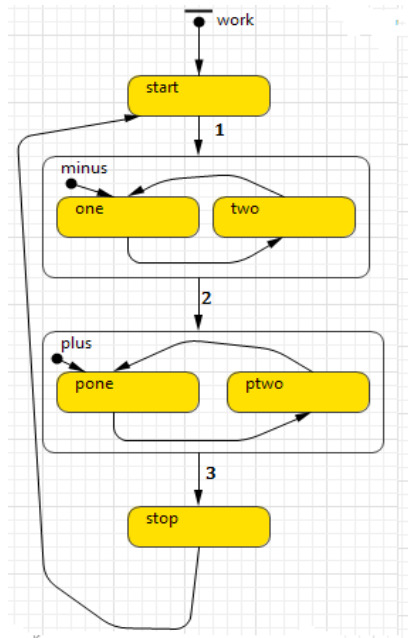 work
start
1
minus
one
two
2
plus
pone
ptwo
3
stop